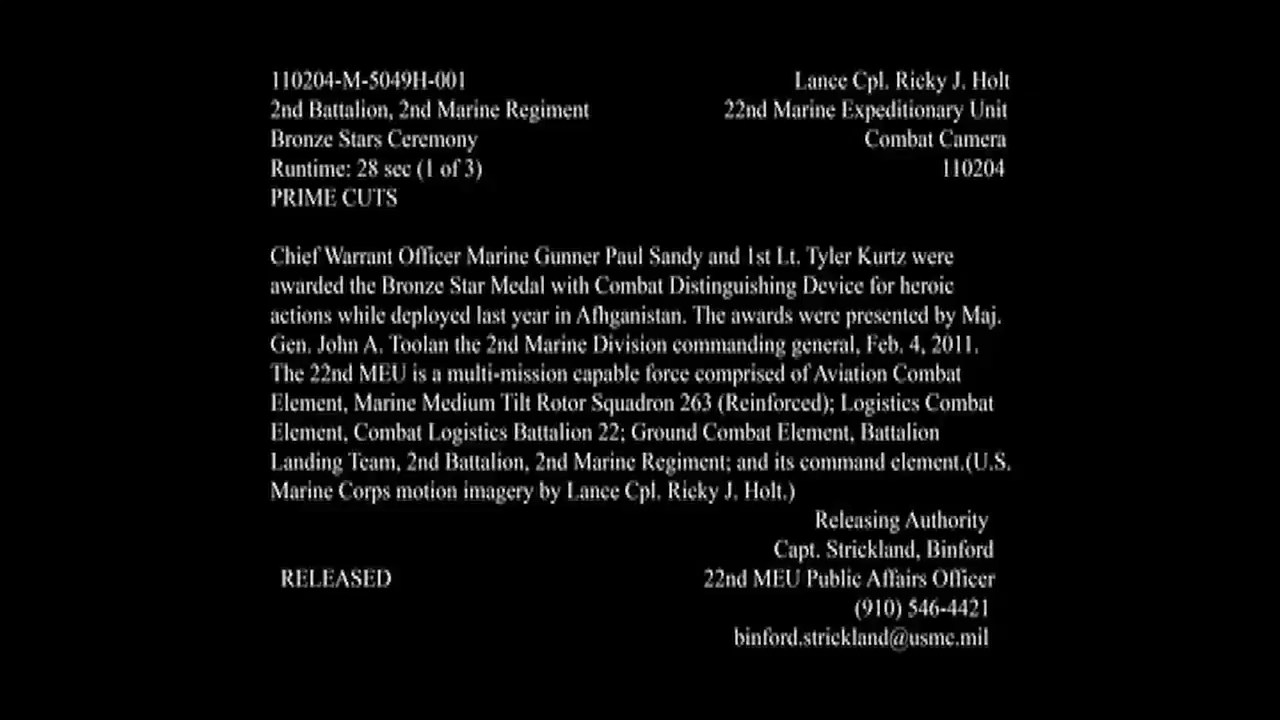 110204-M-5049H-001 Lance Cpl. Ricky J. Holt
2nd Battalion, 2nd Marine Regiment 22nd Marine Expeditionary Unit
Bronze Stars Ceremony Combat Camera
Runtime: 28 sec (1 of 3) 110204
PRIME CUTS
Chief Warrant Officer Marine Gunner Paul Sandy and 1st Lt. Tyler Kurtz were
awarded the Bronze Star Medal with Combat Distinguishing Device for heroic
actions while deployed last year in Afhganistan. The awards were presented by Maj.
Gen. John A. Toolan the 2nd Marine Division commanding general, Feb. 4, 2011.
The 22nd MEU is a multi-mission capable force comprised of Aviation Combat
Element, Marine Medium Tilt Rotor Squadron 263 (Reinforced); Logistics Combat
Element, Combat Logistics Battalion 22; Ground Combat Element, Battalion
Landing Team, 2nd Battalion, 2nd Marine Regiment; and its command element.(U.S.
Marine Corps motion imagery by Lance Cpl. Ricky J. Holt.)
Releasing Authority
Capt. Strickland, Binford
RELEASED 22nd MEU Public Affairs Officer
(910) 546-4421
binford.strickland@usmc.mil